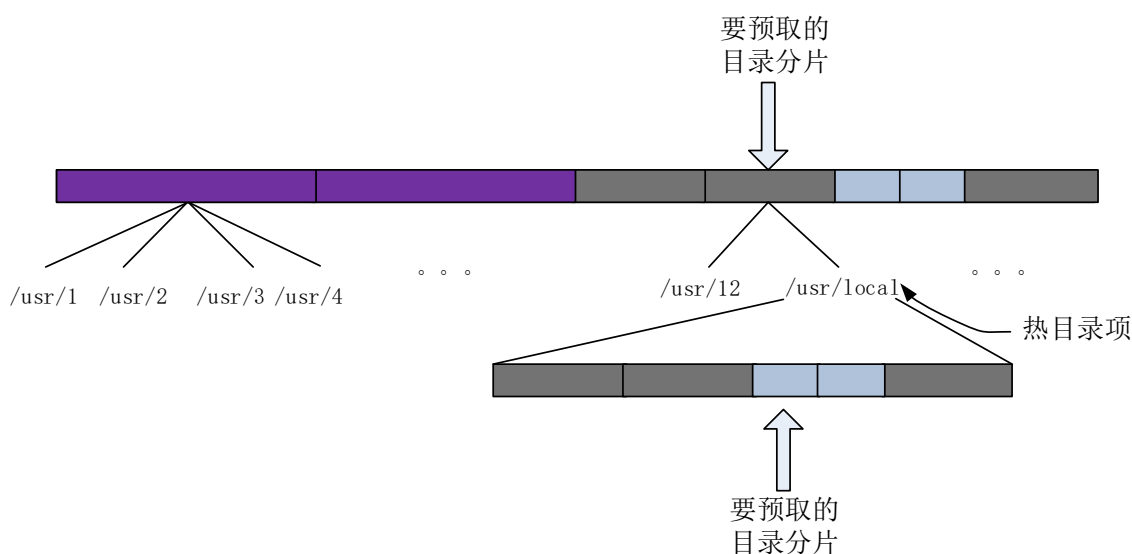 要预取的
目录分片
。。。
。。。
/usr/1 /usr/2 /usr/3 /usr/4
/usr/12 /usr/local
热目录项
要预取的
目录分片